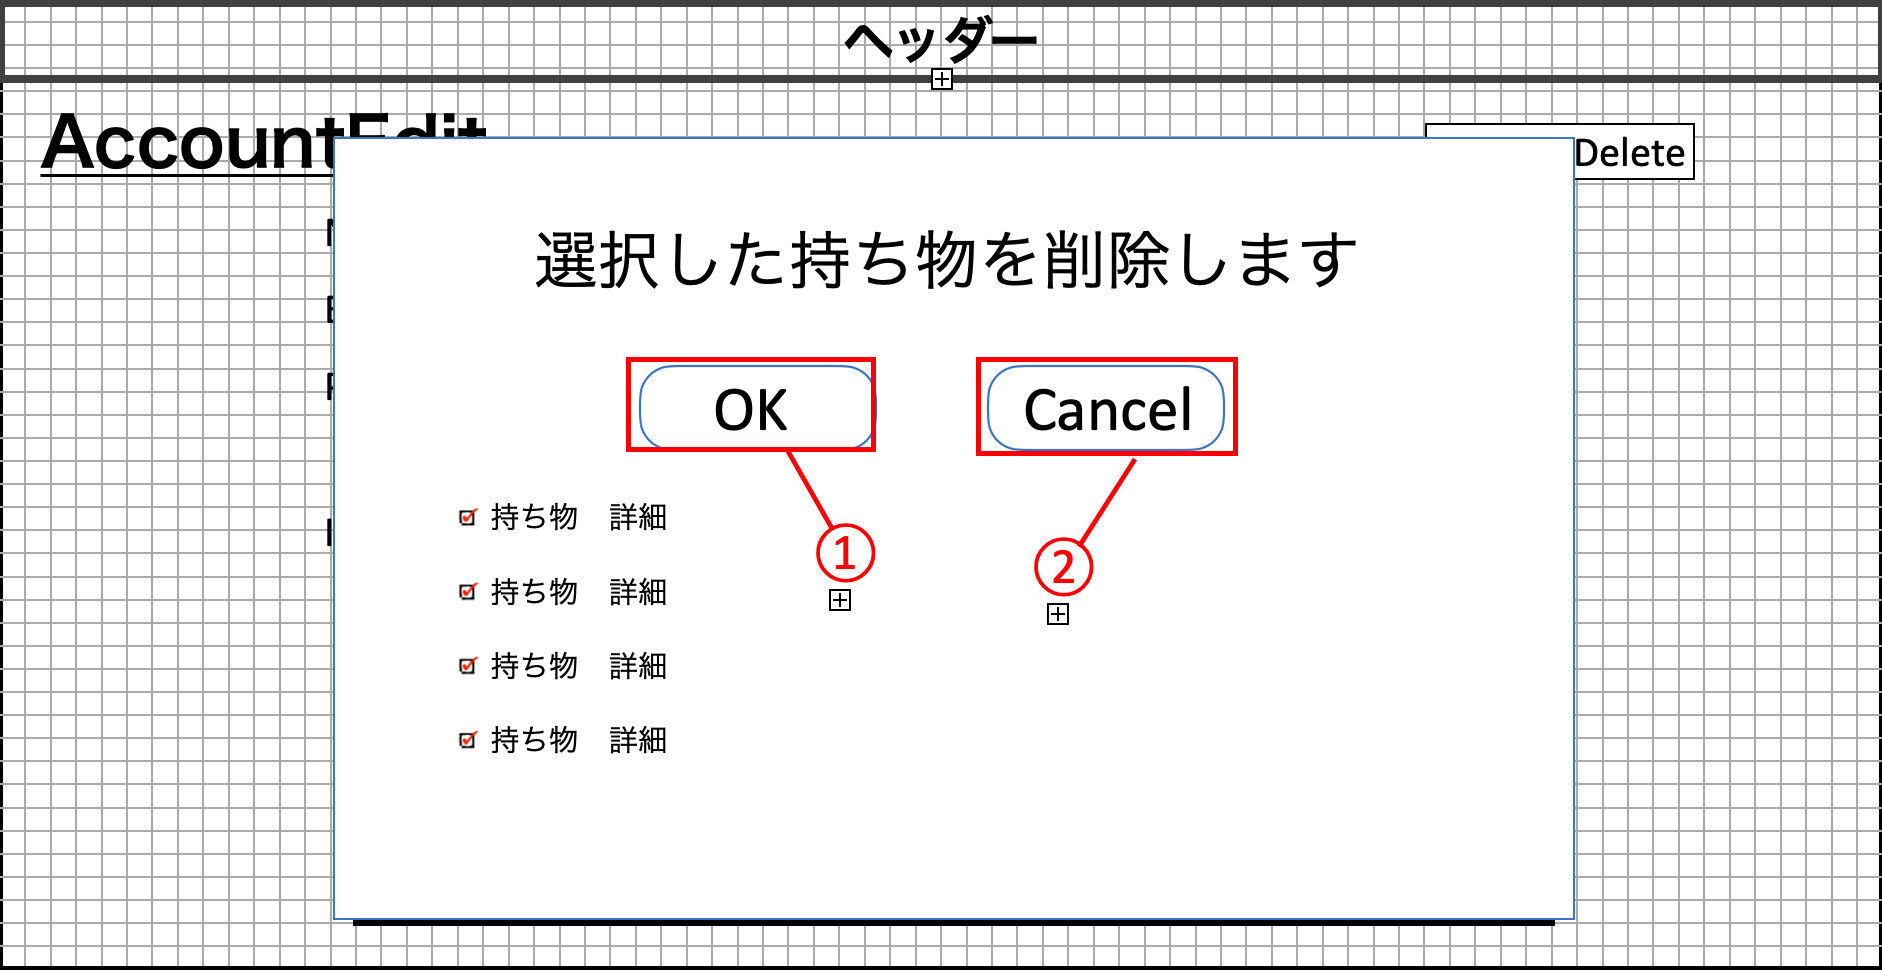 ヘッダー
AccountEdit
Delete
選択した持ち物を削除します
OK
Cancel
持ち物　詳細
1
2
持ち物　詳細
持ち物　詳細
持ち物　詳細